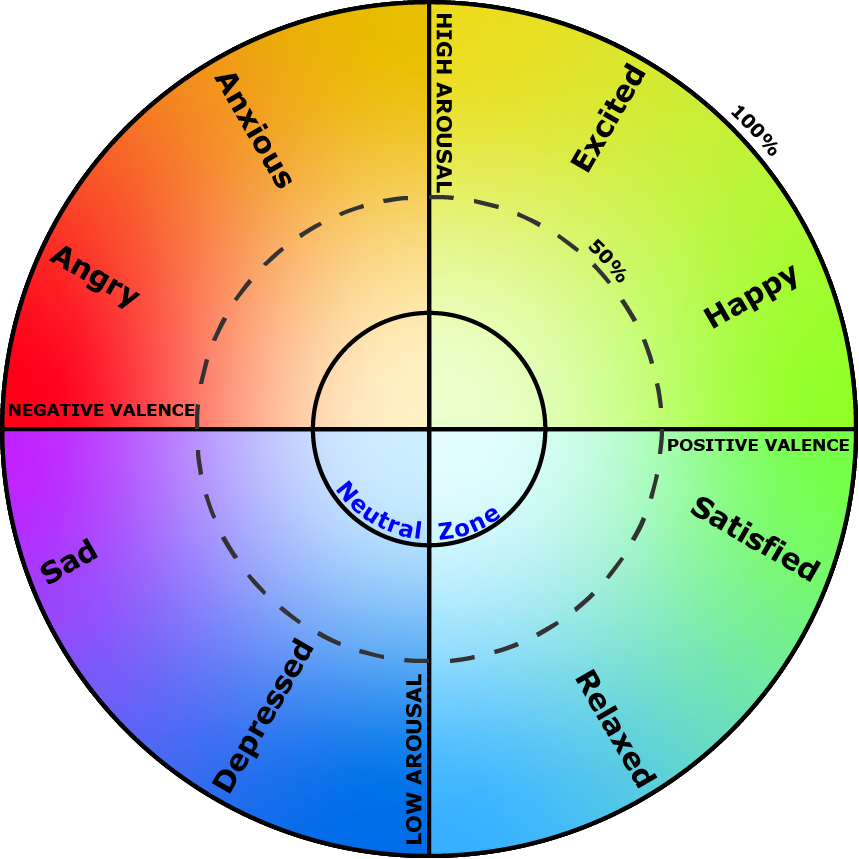 HIGH AROUSAL
Anxious
Excited
100%
50%
Angry
Happy
NEGATIVE VALENCE
POSITIVE VALENCE
Neutral Zone
Satisfied
Sad
Depressed
Relaxed
LOW AROUSAL